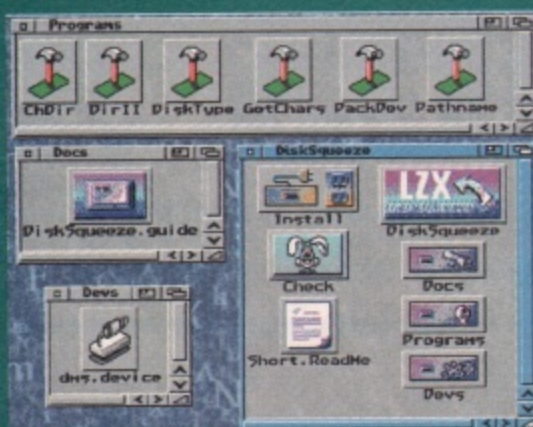 Programs
ChDir DirII DiskType GetChars PackDev Pathname
Docs
DiskSqueeze.guide
Devs
dms.device
DiskSqueeze
Install
LZX
DiskSqueeze
Check
Docs
Short.ReadMe
Programs
Devs